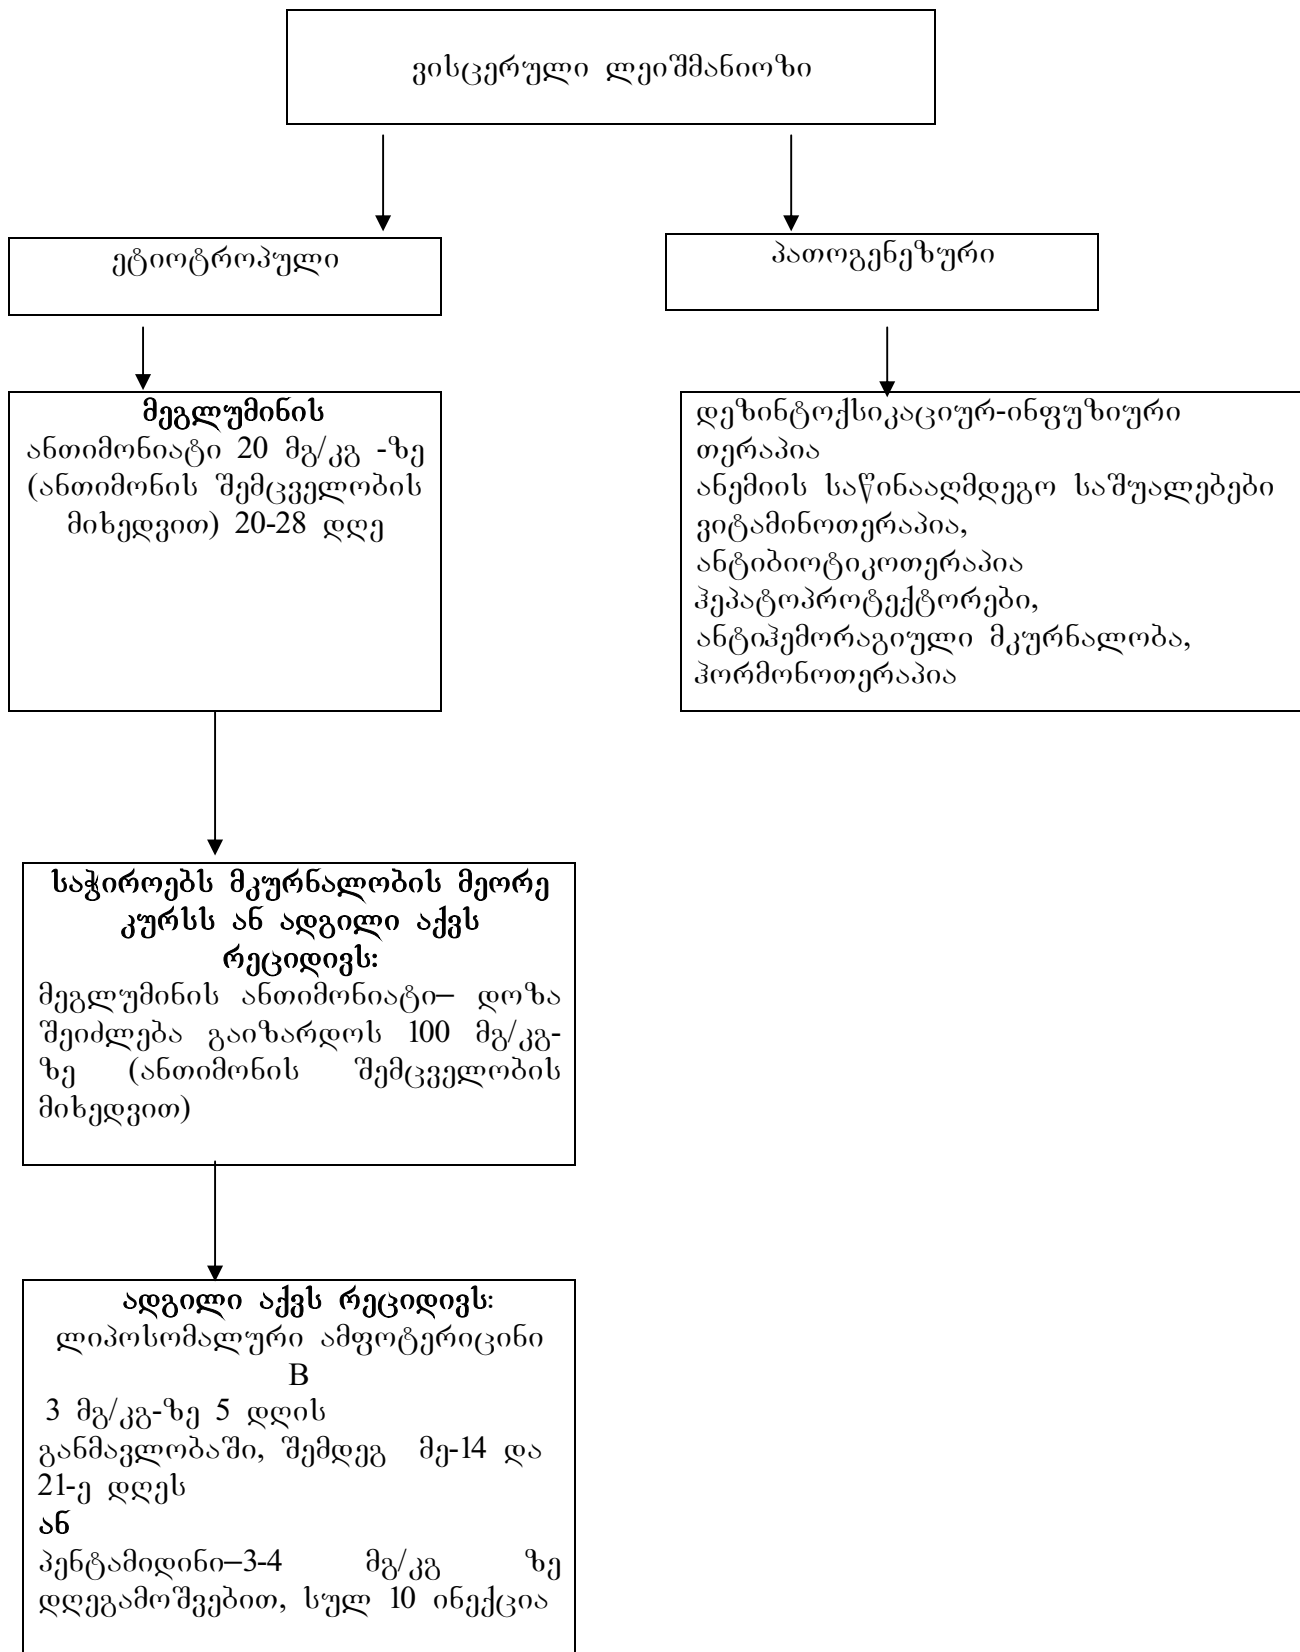 ვისცერული ლეიშმანიოზი
ეტიოტროპული
პათოგენეზური
მეგლუმინის
ანთიმონიატი 20 მგ/კგ -ზე
(ანთიმონის შემცველობის
მიხედვით) 20-28 დღე
დეზინტოქსიკაციურ-ინფუზიური
თერაპია
ანემიის საწინააღმდეგო საშუალებები
ვიტამინოთერაპია,
ანტიბიოტიკოთერაპია
ჰეპატოპროტექტორები,
ანტიჰემორაგიული მკურნალობა,
ჰორმონოთერაპია
საჭიროებს მკურნალობის მეორე
კურსს ან ადგილი აქვს
რეციდივს:
მეგლუმინის ანთიმონიატი– დოზა
შეიძლება გაიზარდოს 100 მგ/კგ-
ზე (ანთიმონის შემცველობის
მიხედვით)
ადგილი აქვს რეციდივს:
ლიპოსომალური ამფოტერიცინი
B
3 მგ/კგ-ზე 5 დღის
განმავლობაში, შემდეგ მე-14 და
21-ე დღეს
ან
პენტამიდინი–3-4 მგ/კგ ზე
დღეგამოშვებით, სულ 10 ინექცია